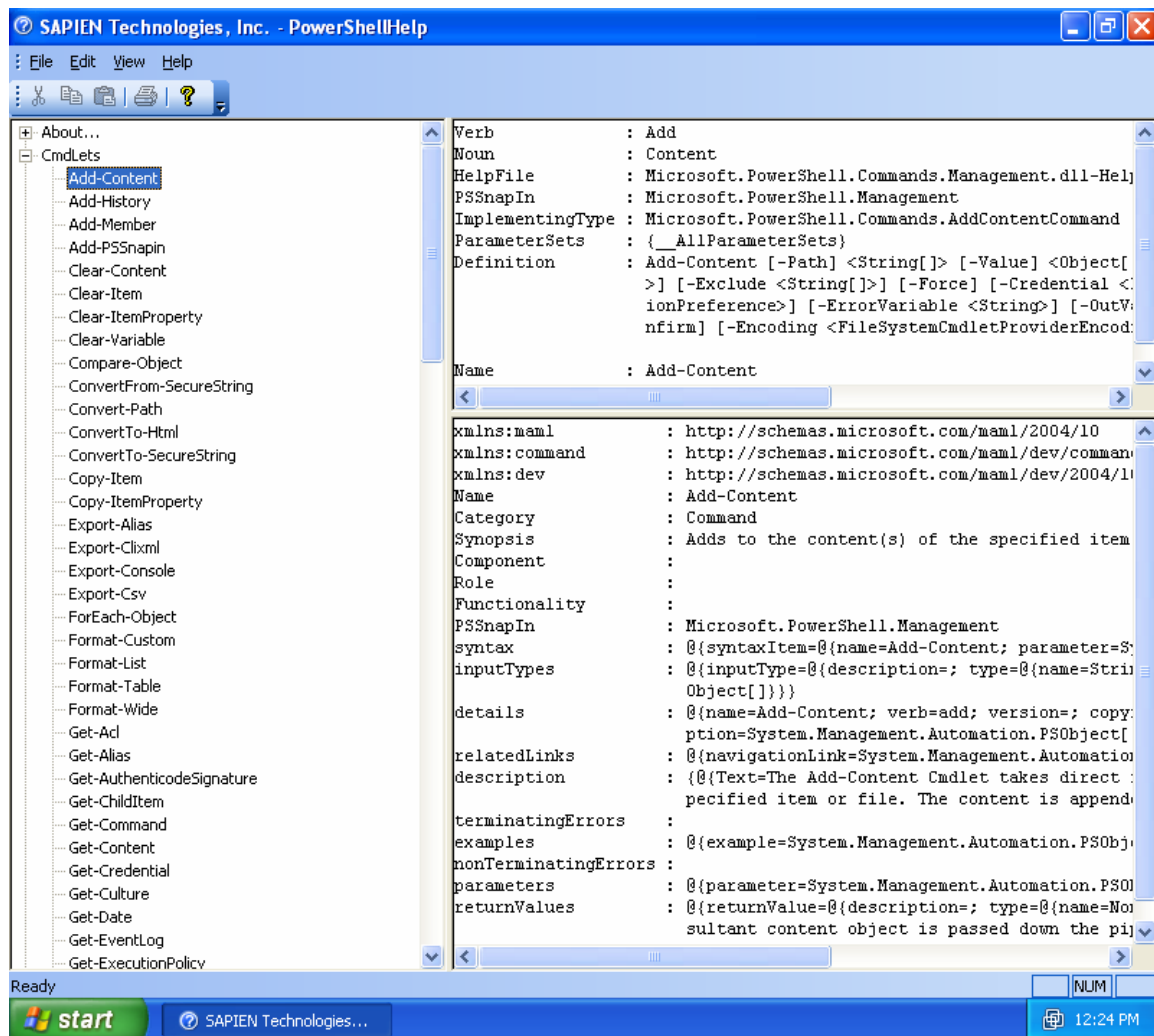 SAPIEN Technologies, Inc. - PowerShellHelp
File Edit View Help
About...
CmdLets
Add-Content
Add-History
Add-Member
Add-PSSnapin
Clear-Content
Clear-Item
Clear-ItemProperty
Clear-Variable
Compare-Object
ConvertFrom-SecureString
Convert-Path
ConvertTo-Html
ConvertTo-SecureString
Copy-Item
Copy-ItemProperty
Export-Alias
Export-Clixml
Export-Console
Export-Csv
ForEach-Object
Format-Custom
Format-List
Format-Table
Format-Wide
Get-Acl
Get-Alias
Get-AuthenticodeSignature
Get-ChildItem
Get-Command
Get-Content
Get-Credential
Get-Culture
Get-Date
Get-EventLog
Get-ExecutionPolicy
Verb : Add
Noun : Content
HelpFile : Microsoft.PowerShell.Commands.Management.dll-Help
PSSnapIn : Microsoft.PowerShell.Management
ImplementingType : Microsoft.PowerShell.Commands.AddContentCommand
ParameterSets : {__AllParameterSets}
Definition : Add-Content [-Path] <String[]> [-Value] <Object[
>] [-Exclude <String[]>] [-Force] [-Credential <
ionPreference>] [-ErrorVariable <String>] [-OutV
nfirm] [-Encoding <FileSystemCmdletProviderEncod
Name : Add-Content
xmlns:maml : http://schemas.microsoft.com/maml/2004/10
xmlns:command : http://schemas.microsoft.com/maml/dev/comman
xmlns:dev : http://schemas.microsoft.com/maml/dev/2004/1
Name : Add-Content
Category : Command
Synopsis : Adds to the content(s) of the specified item
Component :
Role :
Functionality :
PSSnapIn : Microsoft.PowerShell.Management
syntax : @{syntaxItem=@{name=Add-Content; parameter=Sy
inputTypes : @{inputType=@{description=; type=@{name=Stri
Object[]}}}
details : @{name=Add-Content; verb=add; version=; copy
ption=System.Management.Automation.PSObject[
relatedLinks : @{navigationLink=System.Management.Automation
description : {@{Text=The Add-Content Cmdlet takes direct
pecified item or file. The content is append
terminatingErrors :
examples : @{example=System.Management.Automation.PSObj
nonTerminatingErrors :
parameters : @{parameter=System.Management.Automation.PSO
returnValues : @{returnValue=@{description=; type=@{name=No
sultant content object is passed down the pi
Ready
NUM
start
SAPIEN Technologies...
12:24 PM